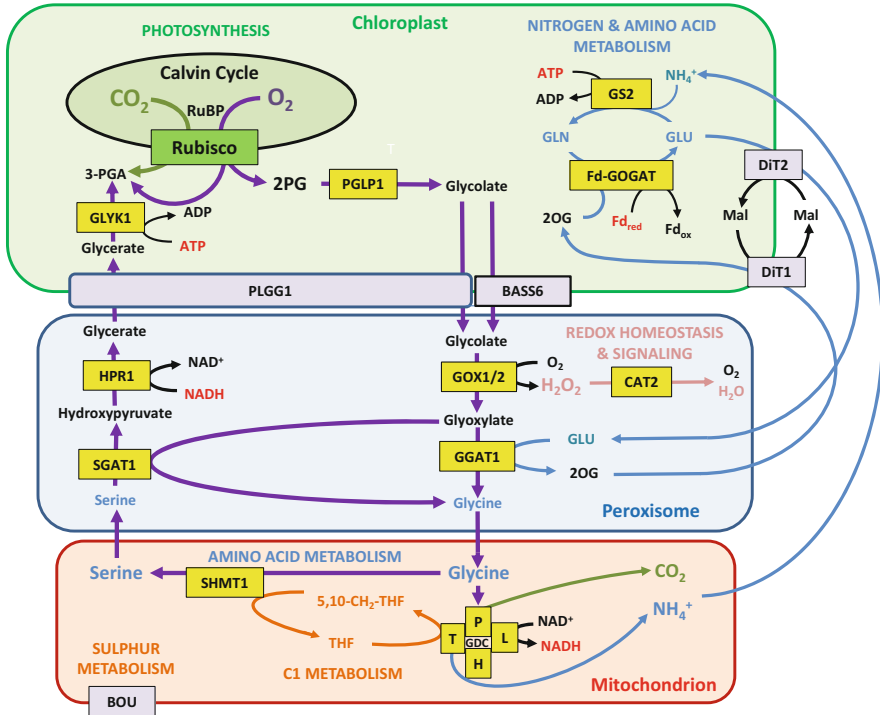 Chloroplast
PHOTOSYNTHESIS
NITROGEN & AMINO ACID
METABOLISM
Calvin Cycle
CO₂
RuBP
O₂
Rubisco
T
ATP
ADP
GS2
NH₄⁺
GLN
GLU
3-PGA
2PG
PGLP1
Glycolate
Fd-GOGAT
DiT2
GLYK1
ADP
ATP
Glycerate
2OG
Fd_red
Fd_ox
Mal
Mal
DiT1
PLGG1
BASS6
Glycerate
Glycolate
REDOX HOMEOSTASIS
& SIGNALING
HPR1
NAD⁺
NADH
GOX1/2
O₂
H₂O₂
CAT2
O₂
H₂O
Hydroxypyruvate
Glyoxylate
SGAT1
GGAT1
GLU
2OG
Serine
Glycine
Peroxisome
AMINO ACID METABOLISM
Serine
SHMT1
Glycine
CO₂
5,10-CH₂-THF
THF
P
T
GDC
L
H
NAD⁺
NADH
NH₄⁺
SULPHUR
METABOLISM
C1 METABOLISM
Mitochondrion
BOU